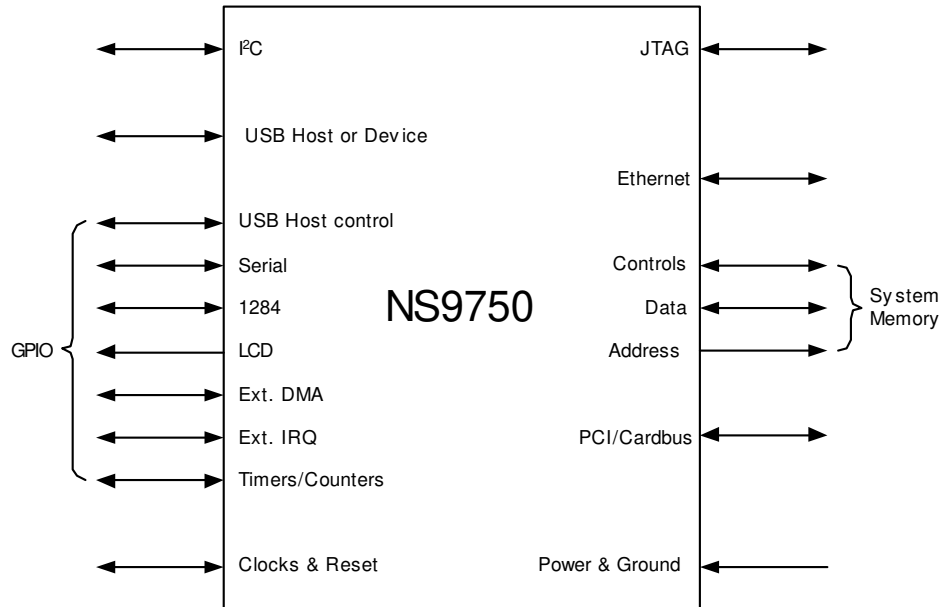 I²C
JTAG
USB Host or Device
Ethernet
USB Host control
Serial
Controls
1284
NS9750
Data
System
Memory
GPIO
LCD
Address
Ext. DMA
Ext. IRQ
PCI/Cardbus
Timers/Counters
Clocks & Reset
Power & Ground